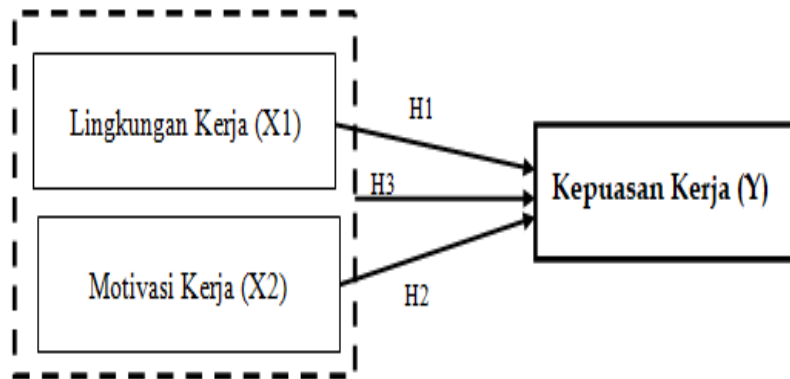 Lingkungan Kerja (X1)
H1
Kepuasan Kerja (Y)
H3
Motivasi Kerja (X2)
H2